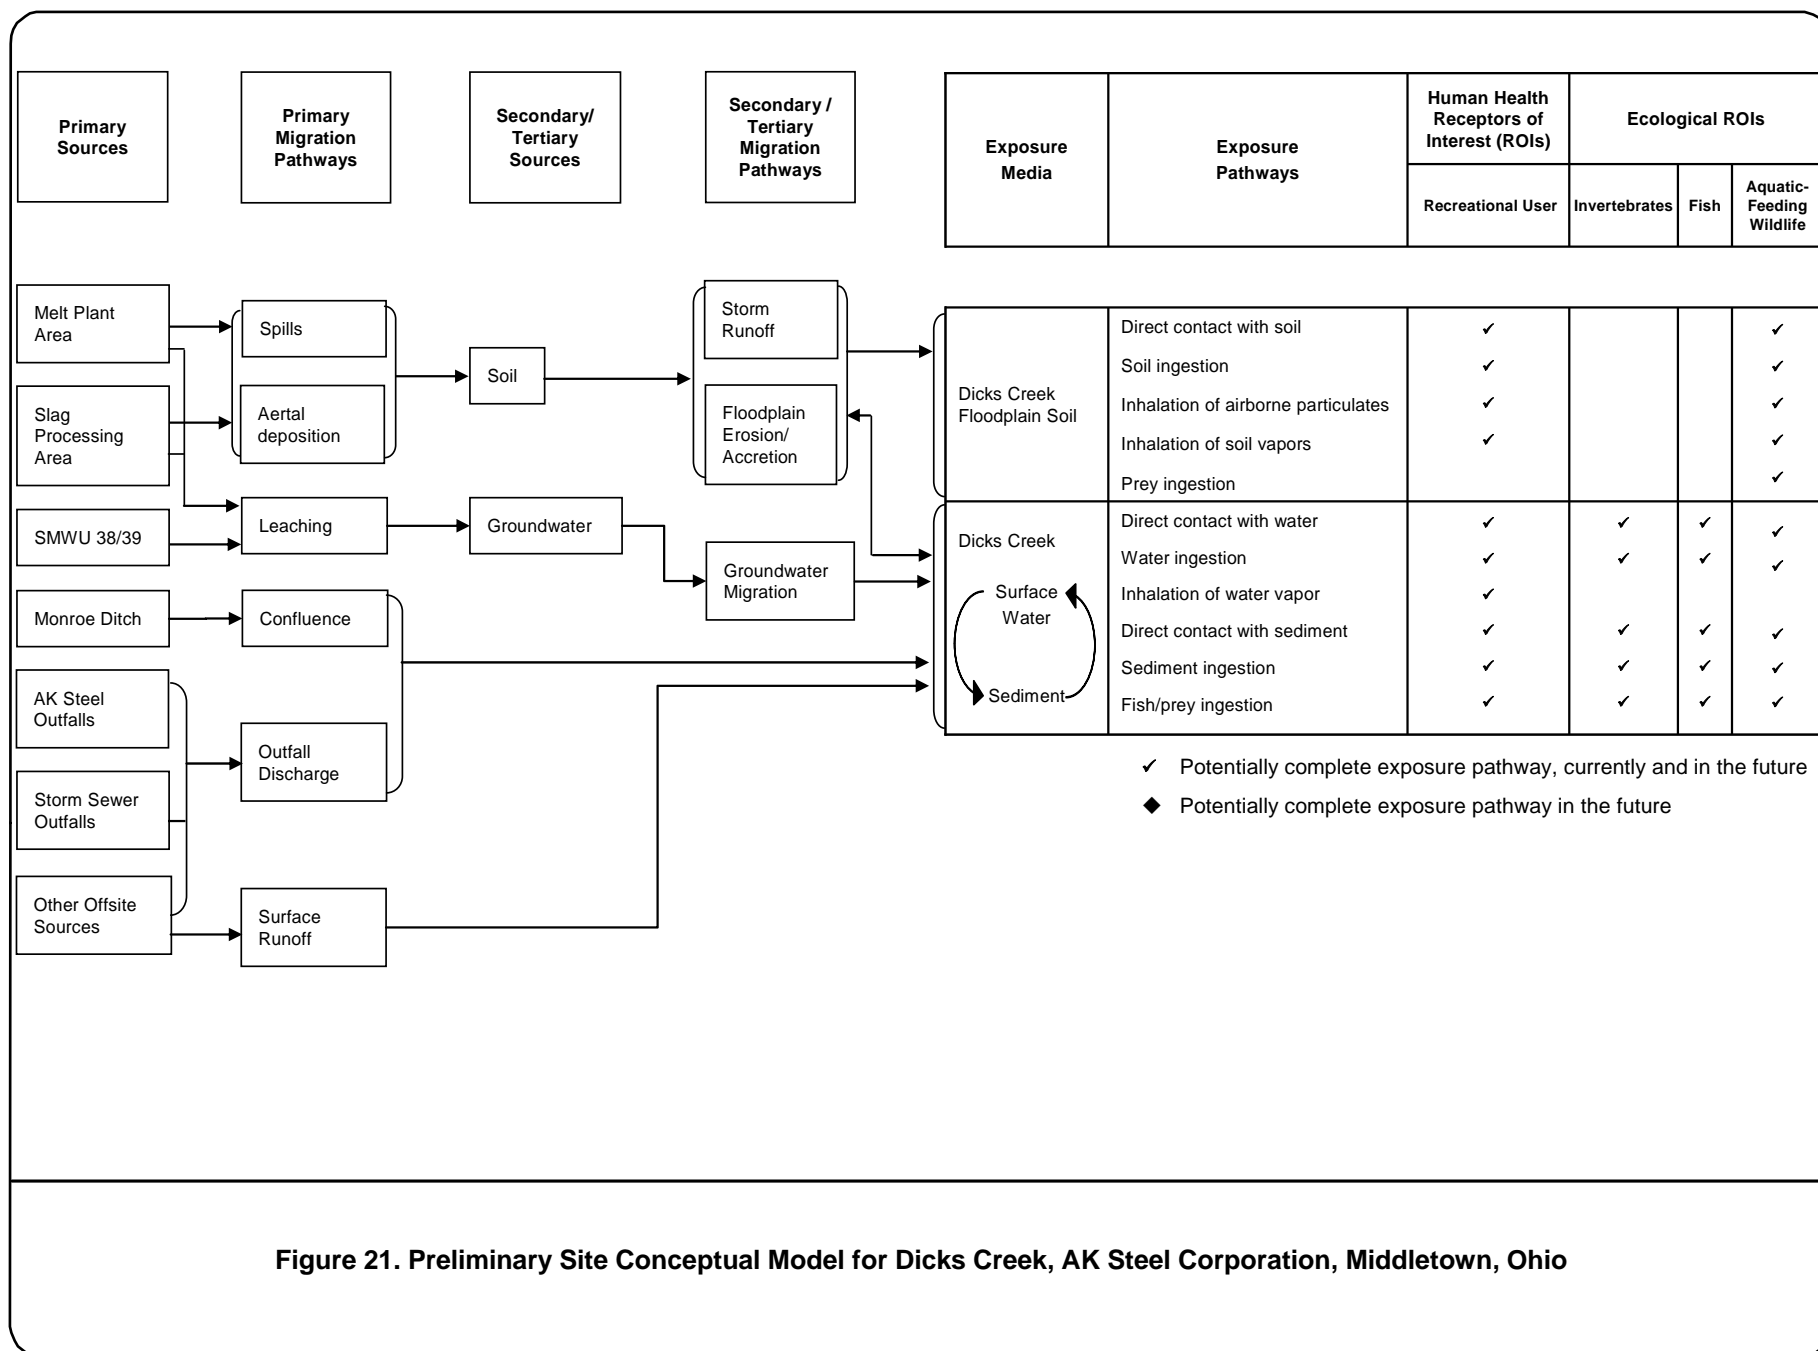 Primary
Sources
Primary
Migration
Pathways
Secondary/
Tertiary
Sources
Secondary /
Tertiary
Migration
Pathways
Exposure
Media
Exposure
Pathways
Human Health
Receptors of
Interest (ROIs)
Ecological ROIs
Recreational User
Invertebrates
Fish
Aquatic-
Feeding
Wildlife
Melt Plant
Area
Slag
Processing
Area
SMWU 38/39
Monroe Ditch
AK Steel
Outfalls
Storm Sewer
Outfalls
Other Offsite
Sources
Spills
Aertal
deposition
Leaching
Confluence
Outfall
Discharge
Surface
Runoff
Soil
Groundwater
Storm
Runoff
Floodplain
Erosion/
Accretion
Groundwater
Migration
Dicks Creek
Floodplain Soil
Direct contact with soil ✓ ✓
Soil ingestion ✓ ✓
Inhalation of airborne particulates ✓ ✓
Inhalation of soil vapors ✓ ✓
Prey ingestion ✓
Dicks Creek
Surface
Water
Sediment
Direct contact with water ✓ ✓ ✓ ✓
Water ingestion ✓ ✓ ✓ ✓
Inhalation of water vapor ✓
Direct contact with sediment ✓ ✓ ✓ ✓
Sediment ingestion ✓ ✓ ✓ ✓
Fish/prey ingestion ✓ ✓ ✓ ✓
✓ Potentially complete exposure pathway, currently and in the future
◆ Potentially complete exposure pathway in the future
Figure 21. Preliminary Site Conceptual Model for Dicks Creek, AK Steel Corporation, Middletown, Ohio